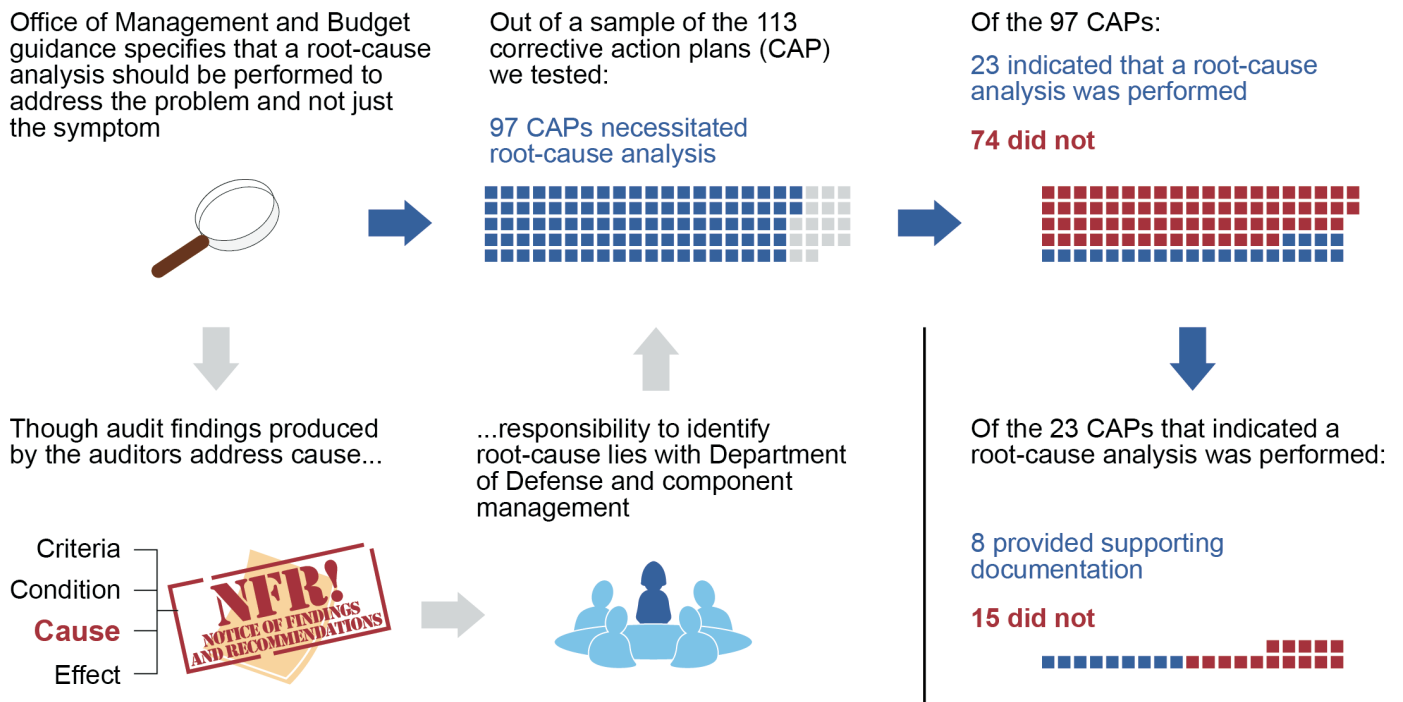 Office of Management and Budget
guidance specifies that a root-cause
analysis should be performed to
address the problem and not just
the symptom
Out of a sample of the 113
corrective action plans (CAP)
we tested:
97 CAPs necessitated
root-cause analysis
Of the 97 CAPs:
23 indicated that a root-cause
analysis was performed
74 did not
Though audit findings produced
by the auditors address cause...
Criteria
Condition
Cause
Effect
NFR!
NOTICE OF FINDINGS
AND RECOMMENDATIONS
...responsibility to identify
root-cause lies with Department
of Defense and component
management
Of the 23 CAPs that indicated a
root-cause analysis was performed:
8 provided supporting
documentation
15 did not